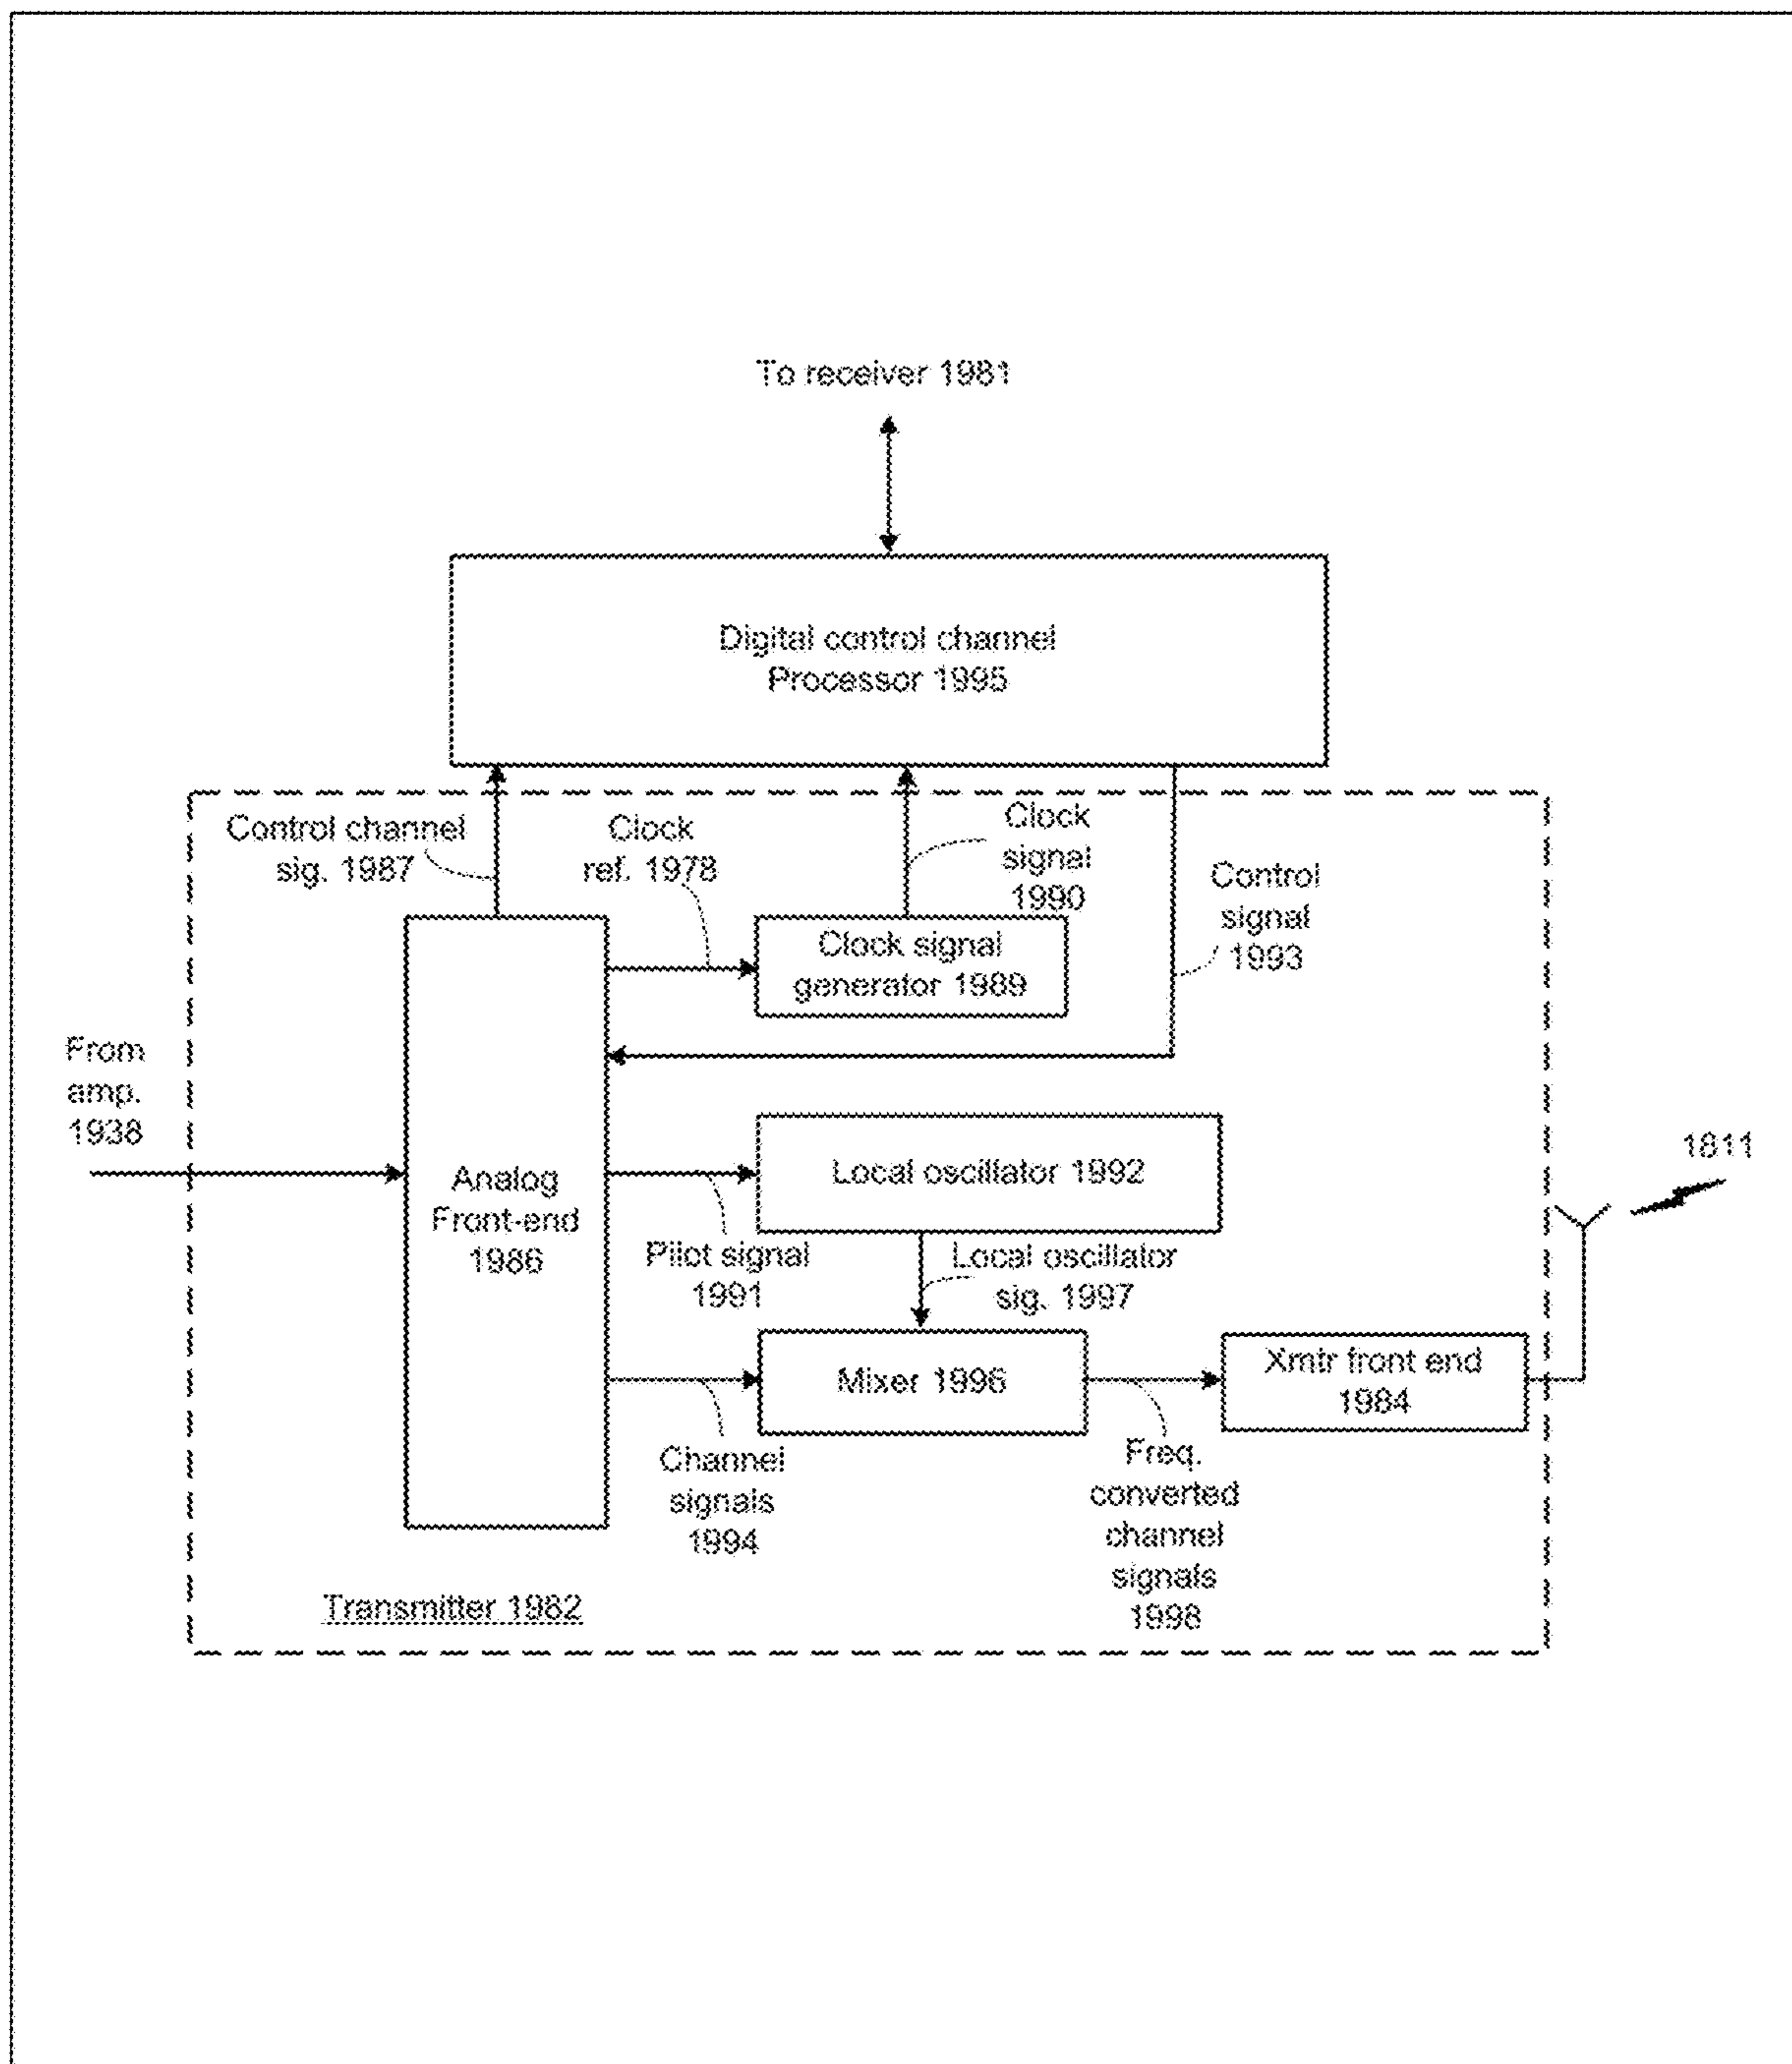 To receiver 1981
Digital control channel
Processor 1995
Control channel
sig. 1987
Clock
ref. 1978
Clock
signal
1990
Control
signal
1993
Clock signal
generator 1989
From
amp.
1938
Analog
Front-end
1986
Local oscillator 1992
1811
Pilot signal
1991
Local oscillator
sig. 1997
Mixer 1996
Xmtr front end
1984
Channel
signals
1994
Freq.
converted
channel
signals
1998
Transmitter 1982